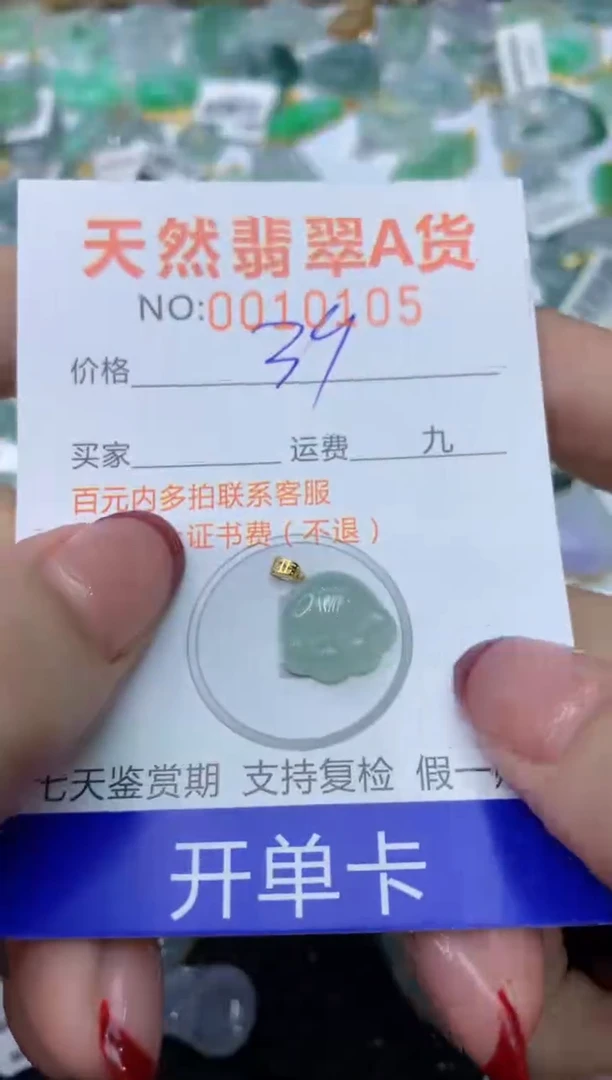 天然翡翠A货
NO:0010105
价格 39
买家 运费 九
百元内多拍联系客服
证书费（不退）
七天鉴赏期 支持复检 假一
开单卡